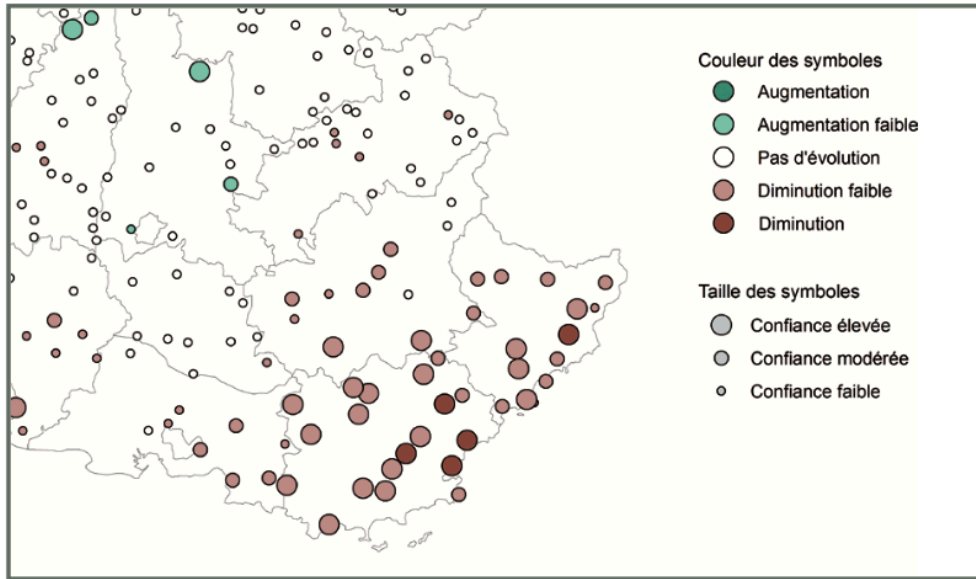 Couleur des symboles
Augmentation
Augmentation faible
Pas d'évolution
Diminution faible
Diminution
Taille des symboles
Confiance élevée
Confiance modérée
Confiance faible